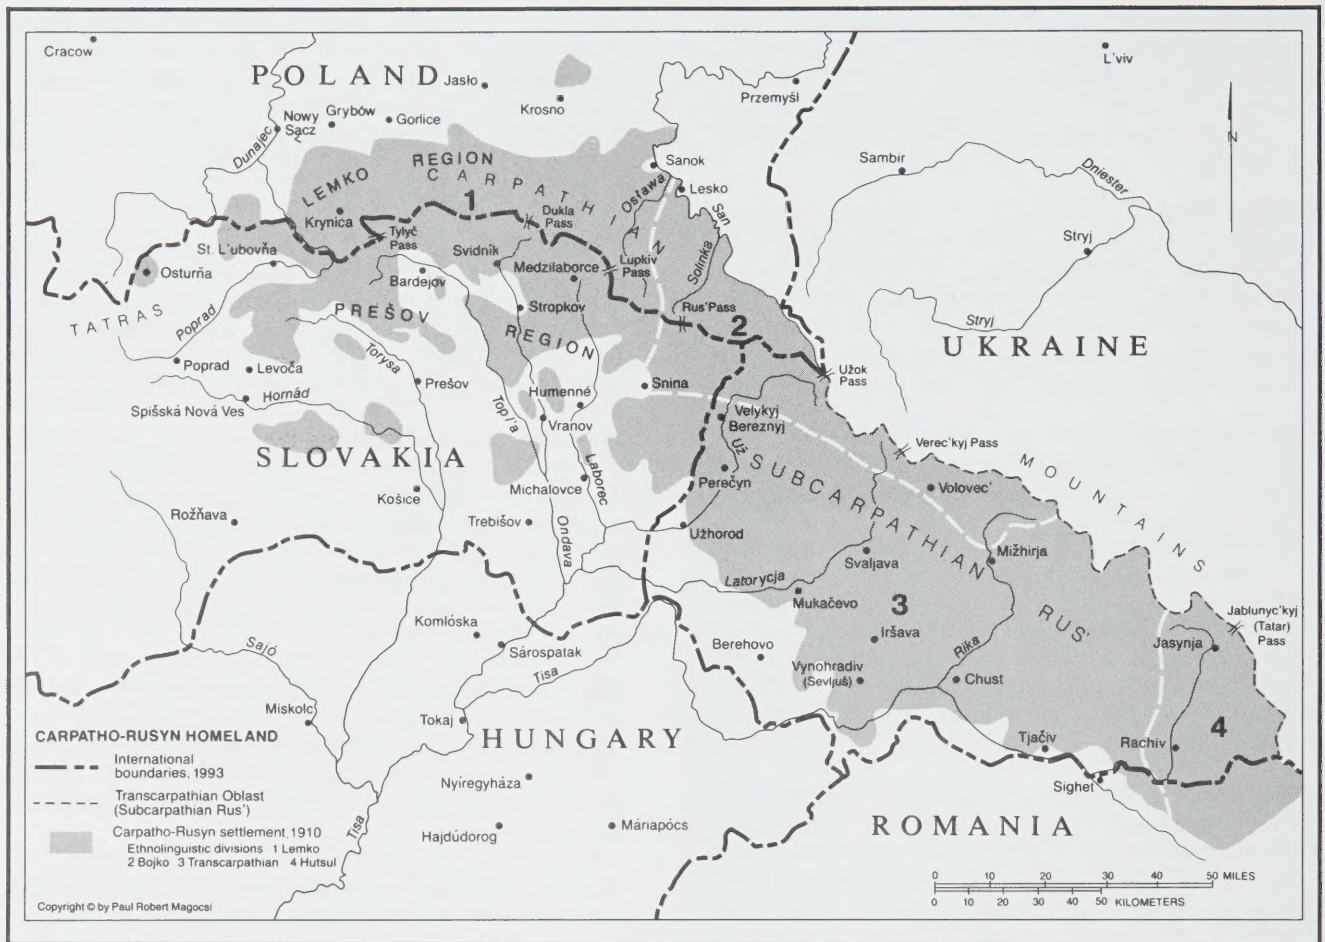 Cracow
L'viv
POLAND
Jasło
Przemyśl
Krosno
Nowy
Sącz
Grybów
Gorlice
N
Dunajec
Sanok
Sambir
Dniester
LEMKO
REGION
CARPATHIAN
Osława
Lesko
San
1
Krynica
Dukla
Pass
Stryj
Tylyč
Pass
St. L'ubovňa
Svidník
Solinka
Osturňa
Bardejov
Medzilaborce
Lupkiv
Pass
TATRAS
Poprad
PREŠOV
Stropkov
Rus' Pass
2
Stryj
REGION
UKRAINE
Torysa
Poprad
Levoča
Prešov
Snina
Užok
Pass
Hornád
Humenné
Spišská Nová Ves
Topl'a
Vranov
Velykyj
Bereznyj
Už
Verec'kyj Pass
SLOVAKIA
Laborec
SUBCARPATHIAN
MOUNTAINS
Košice
Michalovce
Perečyn
Volovec'
Rožňava
Trebišov
Ondava
Užhorod
Mižhirja
Latorycja
Svaljava
Mukačevo
3
RUS'
Jablunyc'kyj
(Tatar)
Pass
Komlóska
Iršava
Jasynja
Sajó
Sárospatak
Berehovo
Rika
Tisa
Vynohradiv
(Sevljuš)
Chust
Miskolc
Tokaj
4
HUNGARY
Tjačiv
Rachiv
Nyíregyháza
Sighet
Tisa
Hajdúdorog
Máriapócs
ROMANIA
CARPATHO-RUSYN HOMELAND
International
boundaries, 1993
Transcarpathian Oblast
(Subcarpathian Rus')
Carpatho-Rusyn settlement, 1910
Ethnolinguistic divisions 1 Lemko
2 Bojko 3 Transcarpathian 4 Hutsul
Copyright © by Paul Robert Magocsi
0 10 20 30 40 50 MILES
0 10 20 30 40 50 KILOMETERS